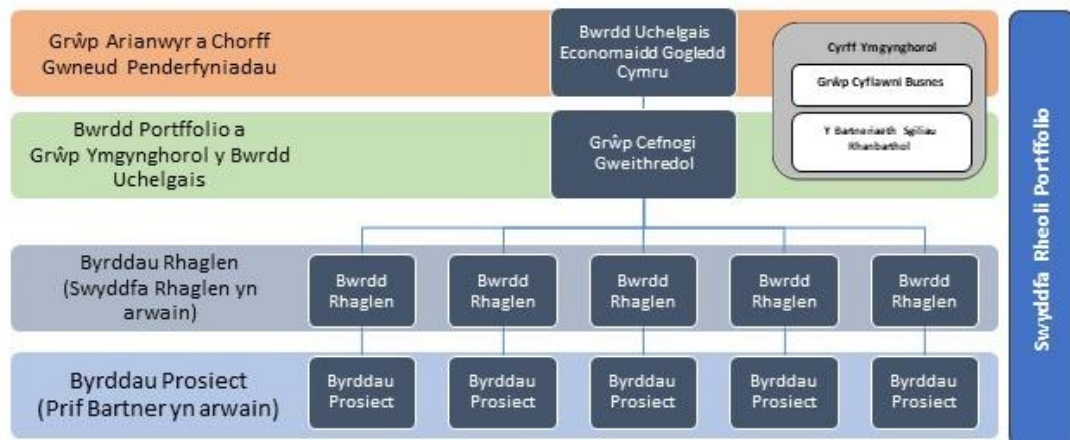 Grŵp Arianwyr a Chorff
Gwneud Penderfyniadau
Bwrdd Uchelgais
Economaidd Gogledd
Cymru
Cyrff Ymgynghorol
Grŵp Cyflawni Busnes
Y Bartneriaeth Sgiliau
Rhanbarthol
Bwrdd Portffolio a
Grŵp Ymgynghorol y Bwrdd
Uchelgais
Grŵp Cefnogi
Gweithredol
Byrddau Rhaglen
(Swyddfa Rhaglen yn
arwain)
Bwrdd
Rhaglen
Bwrdd
Rhaglen
Bwrdd
Rhaglen
Bwrdd
Rhaglen
Bwrdd
Rhaglen
Byrddau Prosiect
(Prif Bartner yn arwain)
Byrddau
Prosiect
Byrddau
Prosiect
Byrddau
Prosiect
Byrddau
Prosiect
Byrddau
Prosiect
Swyddfa Rheoli Portffolio